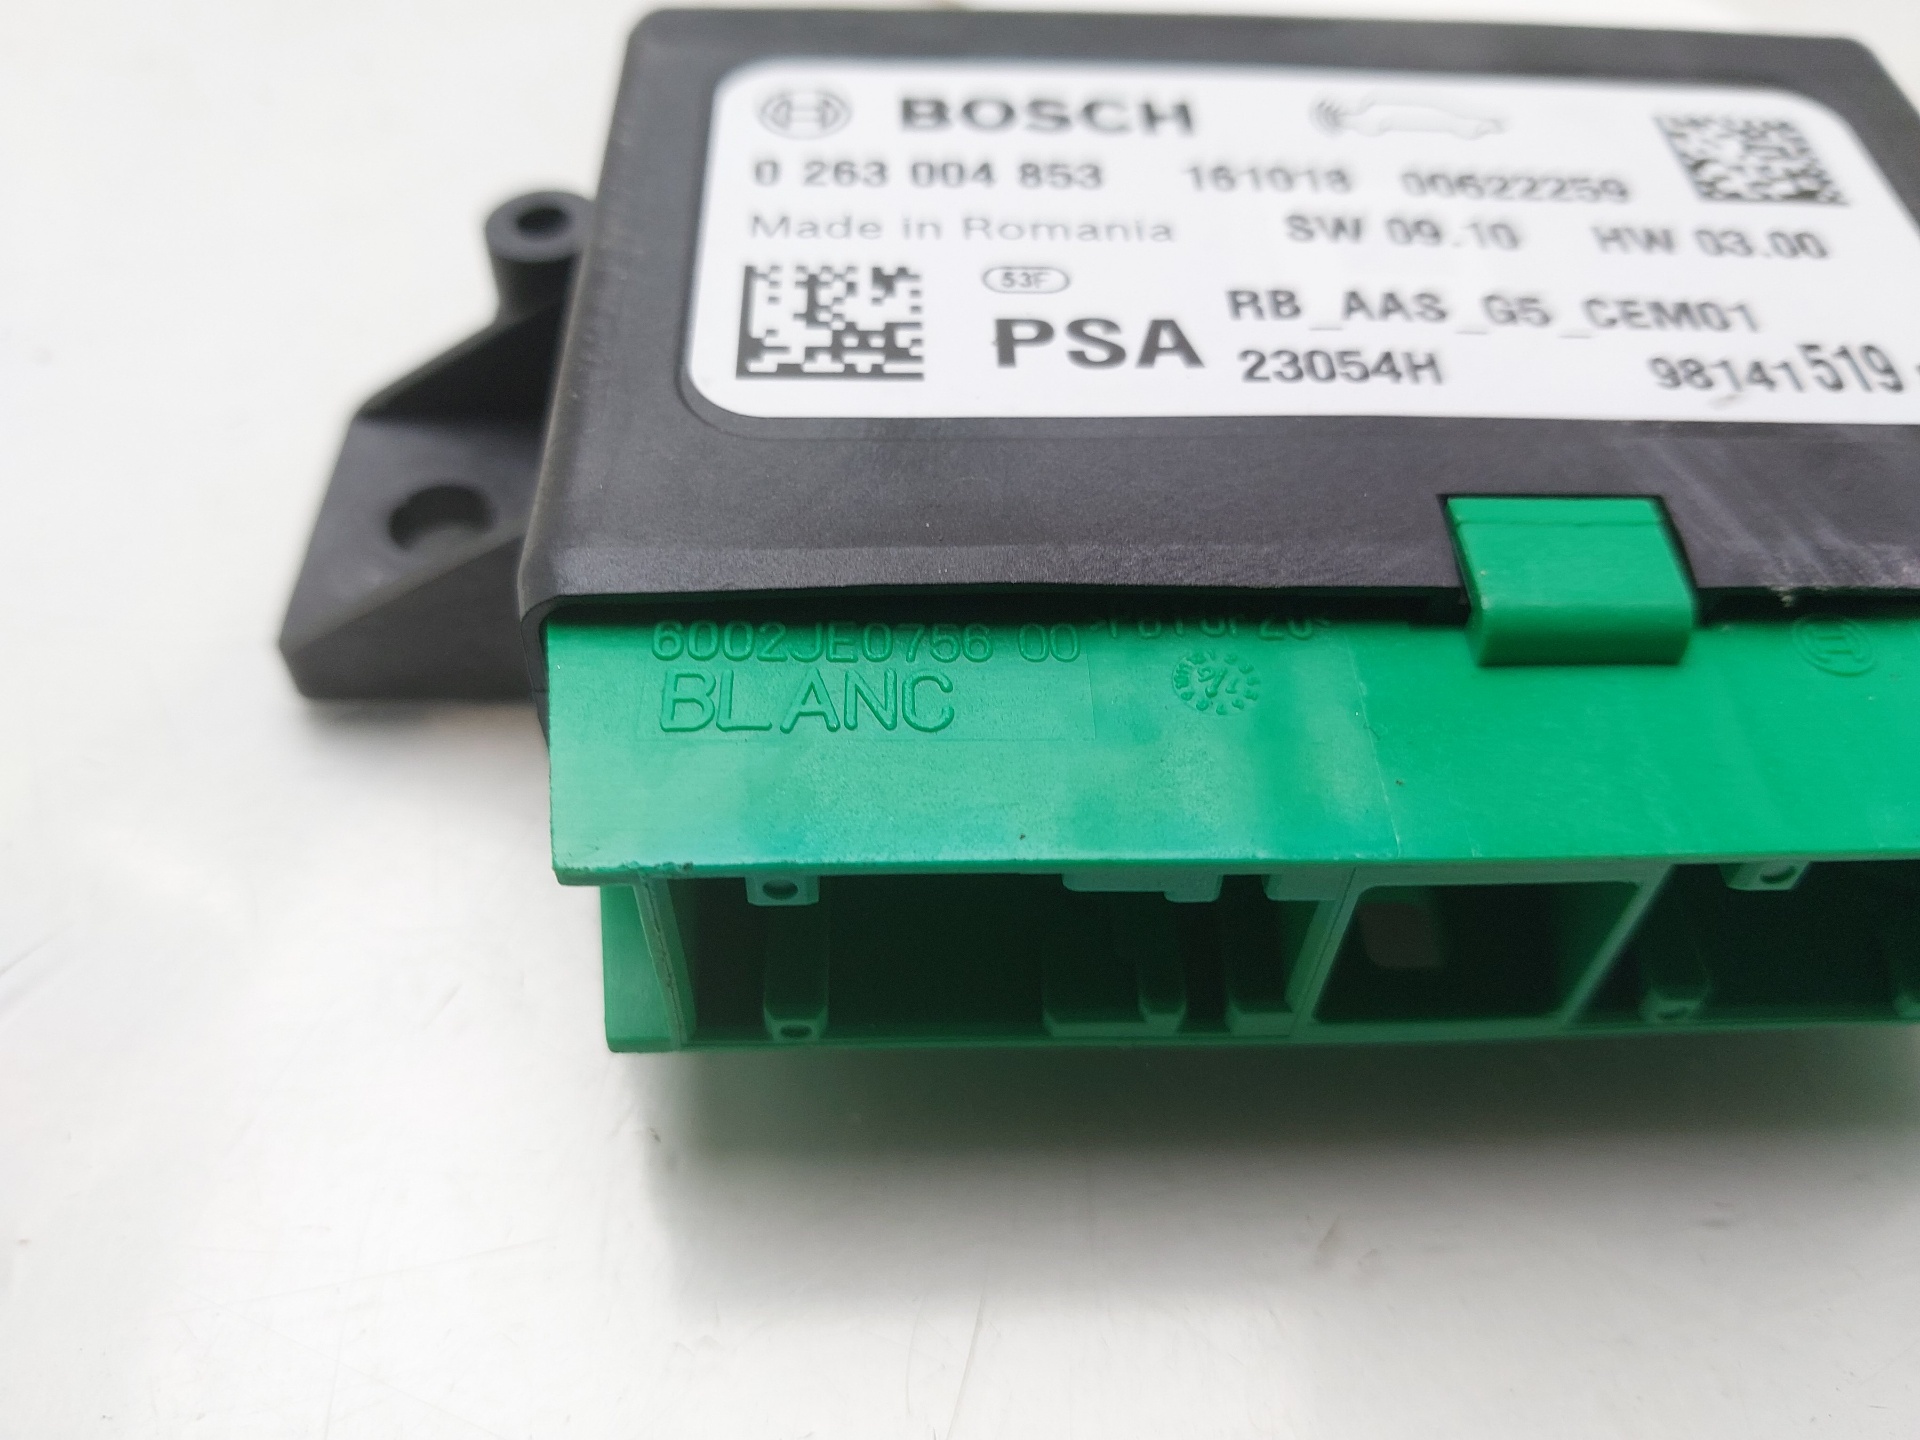 BOSCH
0 263 004 853 161018 00622259
Made in Romania SW 09.10 HW 03.00
53F
PSA RB_AAS_G5_CEM01
23054H 98141519
6002JE0756 00
BLANC